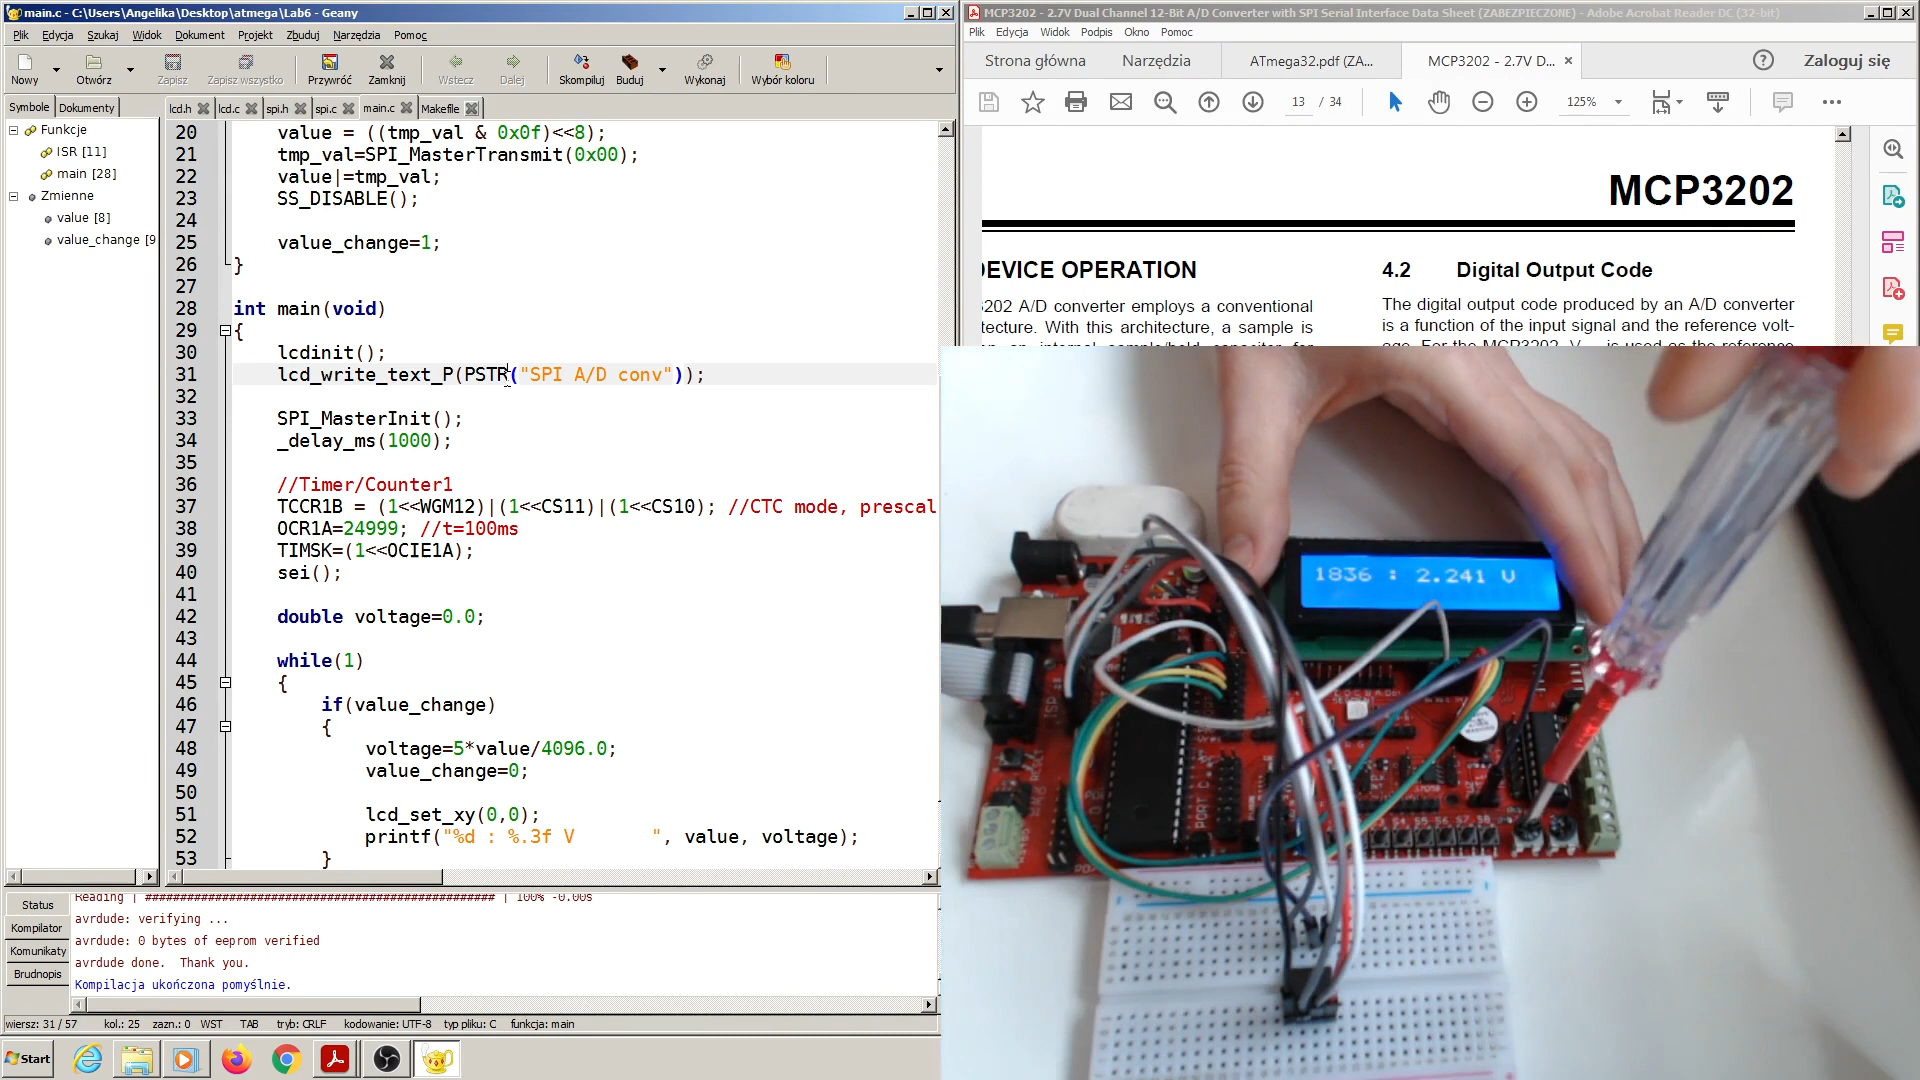 main.c - C:\Users\Angelika\Desktop\atmega\Lab6 - Geany
Plik Edycja Szukaj Widok Dokument Projekt Zbuduj Narzędzia Pomoc
Nowy Otwórz Zapisz Zapisz wszystko Przywróć Zamknij Wstecz Dalej Skompiluj Buduj Wykonaj Wybór koloru
Symbole Dokumenty
lcd.h lcd.c spi.h spi.c main.c Makefile
Funkcje
ISR [11]
main [28]
Zmienne
value [8]
value_change [9
20 value = ((tmp_val & 0x0f)<<8);
21 tmp_val=SPI_MasterTransmit(0x00);
22 value|=tmp_val;
23 SS_DISABLE();
24
25 value_change=1;
26 }
27
28 int main(void)
29 {
30 lcdinit();
31 lcd_write_text_P(PSTR("SPI A/D conv"));
32
33 SPI_MasterInit();
34 _delay_ms(1000);
35
36 //Timer/Counter1
37 TCCR1B = (1<<WGM12)|(1<<CS11)|(1<<CS10); //CTC mode, prescal
38 OCR1A=24999; //t=100ms
39 TIMSK=(1<<OCIE1A);
40 sei();
41
42 double voltage=0.0;
43
44 while(1)
45 {
46 if(value_change)
47 {
48 voltage=5*value/4096.0;
49 value_change=0;
50
51 lcd_set_xy(0,0);
52 printf("%d : %.3f V       ", value, voltage);
53 }
Status
Kompilator
Komunikaty
Brudnopis
Reading | ################################################## | 100% -0.00s
avrdude: verifying ...
avrdude: 0 bytes of eeprom verified
avrdude done.  Thank you.
Kompilacja ukończona pomyślnie.
wiersz: 31 / 57 kol.: 25 zazn.: 0 WST TAB tryb: CRLF kodowanie: UTF-8 typ pliku: C funkcja: main
Start
MCP3202 - 2.7V Dual Channel 12-Bit A/D Converter with SPI Serial Interface Data Sheet (ZABEZPIECZONE) - Adobe Acrobat Reader DC (32-bit)
Plik Edycja Widok Podpis Okno Pomoc
Strona główna Narzędzia ATmega32.pdf (ZA... MCP3202 - 2.7V D... Zaloguj się
13 / 34 125%
MCP3202
DEVICE OPERATION
3202 A/D converter employs a conventional
tecture. With this architecture, a sample is
4.2 Digital Output Code
The digital output code produced by an A/D converter
is a function of the input signal and the reference volt-
1836 : 2.241 V
ISP
PORT D
S4 S5 S6 S7 S8